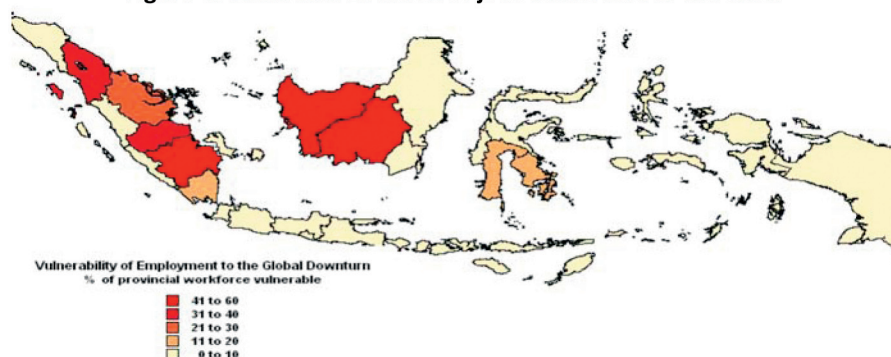 Vulnerability of Employment to the Global Downturn
% of provincial workforce vulnerable
41 to 60
31 to 40
21 to 30
11 to 20
0 to 10